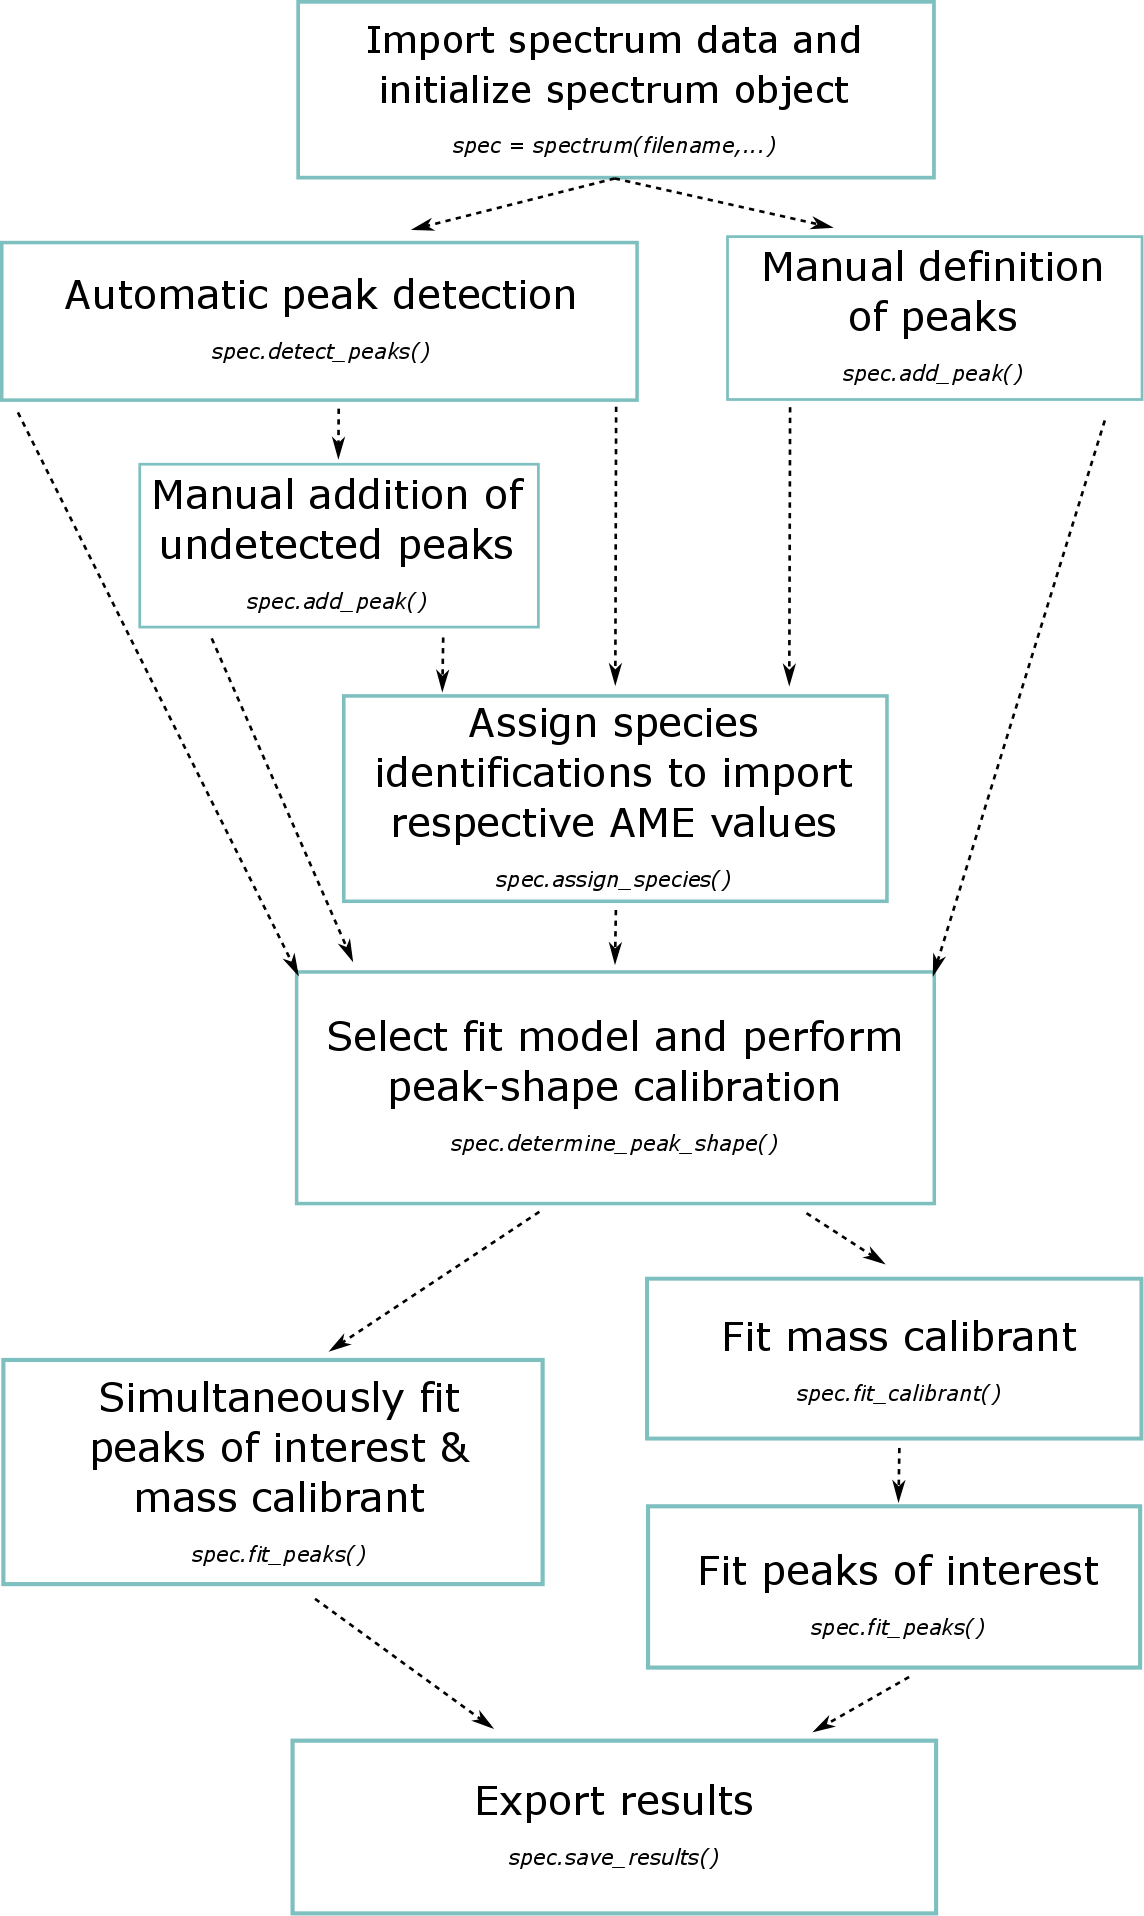 Import spectrum data and
initialize spectrum object
spec = spectrum(filename,...)
Automatic peak detection
spec.detect_peaks()
Manual definition
of peaks
spec.add_peak()
Manual addition of
undetected peaks
spec.add_peak()
Assign species
identifications to import
respective AME values
spec.assign_species()
Select fit model and perform
peak-shape calibration
spec.determine_peak_shape()
Simultaneously fit
peaks of interest &
mass calibrant
spec.fit_peaks()
Fit mass calibrant
spec.fit_calibrant()
Fit peaks of interest
spec.fit_peaks()
Export results
spec.save_results()